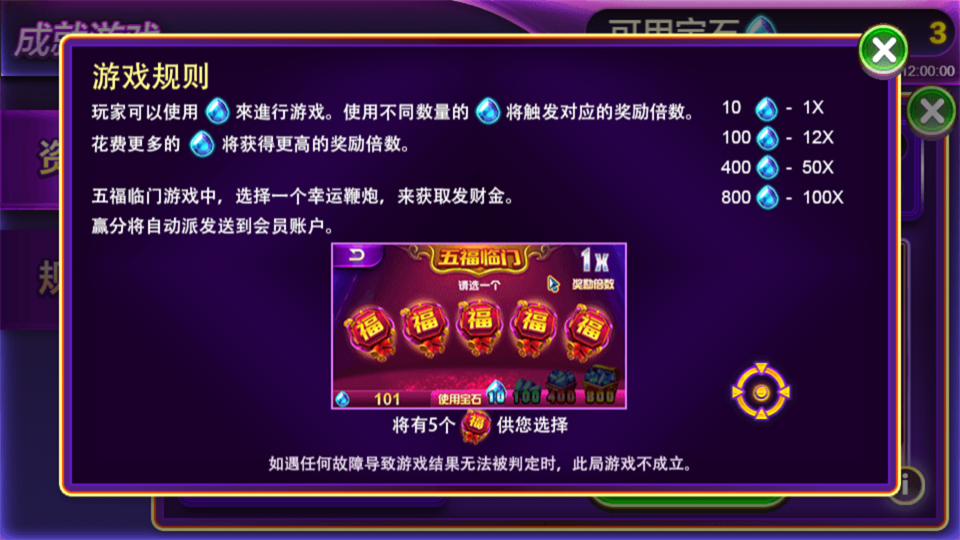 成就游戏
可用宝石
3
12:00:00
游戏规则
玩家可以使用 來進行游戏。使用不同数量的 将触发对应的奖励倍数。
花费更多的 将获得更高的奖励倍数。
10 - 1X
100 - 12X
400 - 50X
800 - 100X
五福临门游戏中，选择一个幸运鞭炮，来获取发财金。
赢分将自动派发送到会员账户。
五福临门
1X
请选一个
奖励倍数
福 福 福 福 福
101
使用宝石 10 100 400 800
将有5个 福 供您选择
如遇任何故障导致游戏结果无法被判定时，此局游戏不成立。
i